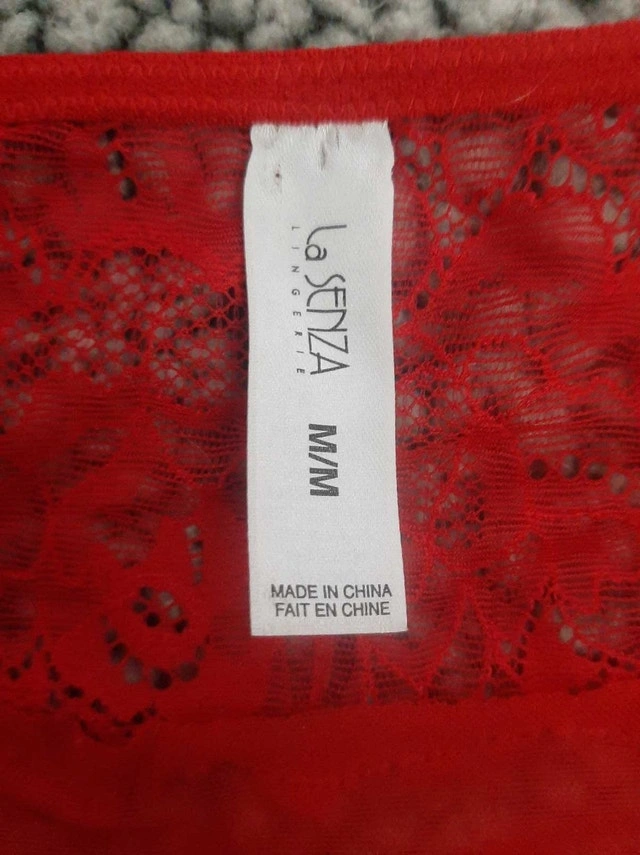 La SENZA
LINGERIE
M/M
MADE IN CHINA
FAIT EN CHINE